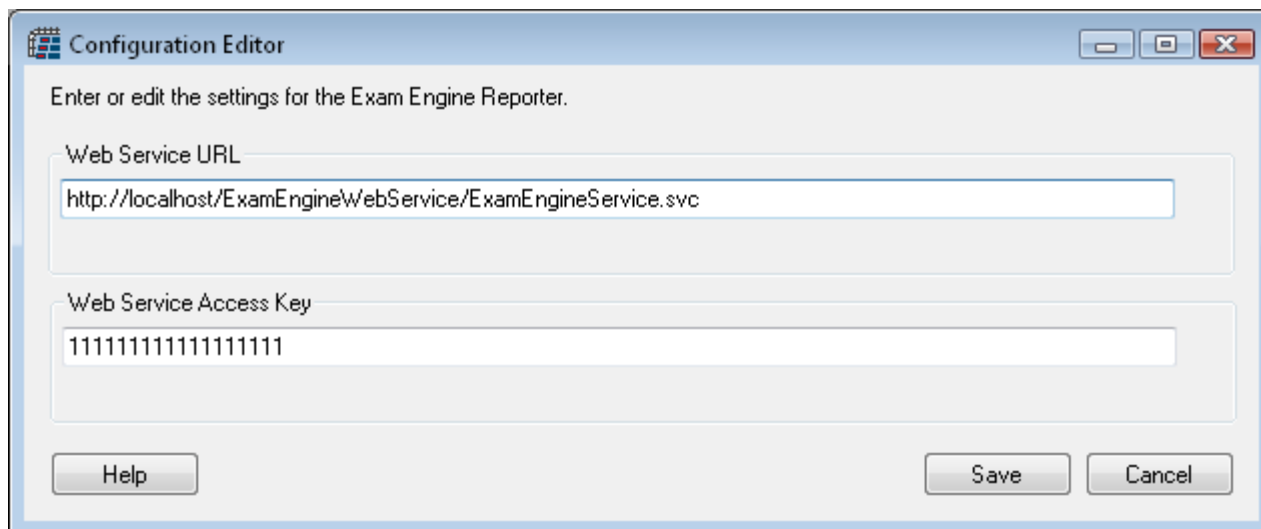 Configuration Editor
Enter or edit the settings for the Exam Engine Reporter.
Web Service URL
http://localhost/ExamEngineWebService/ExamEngineService.svc
Web Service Access Key
111111111111111111
Help
Save
Cancel